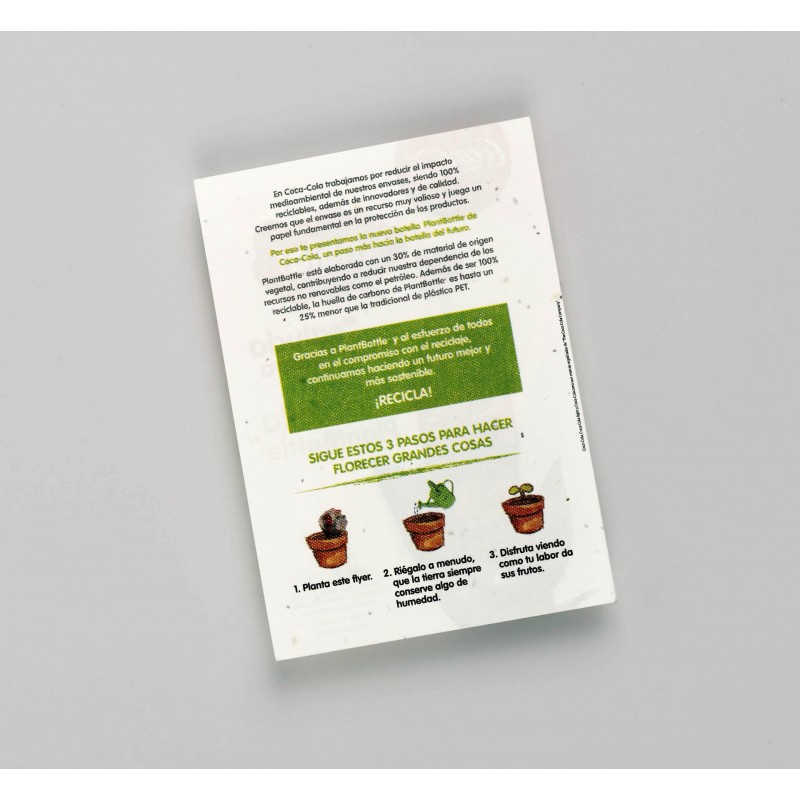 En Coca-Cola trabajamos por reducir el impacto
medioambiental de nuestros envases, siendo 100%
reciclables, además de innovadores y de calidad.
Creemos que el envase es un recurso muy valioso y juega un
papel fundamental en la protección de los productos.
Por eso te presentamos la nueva botella PlantBottle de
Coca-Cola, un paso más hacia la botella del futuro.
PlantBottle está elaborada con un 30% de material de origen
vegetal, contribuyendo a reducir nuestra dependencia de los
recursos no renovables como el petróleo. Además de ser 100%
reciclable, la huella de carbono de PlantBottle es hasta un
25% menor que la tradicional de plástico PET.
Gracias a PlantBottle y al esfuerzo de todos
en el compromiso con el reciclaje,
continuamos haciendo un futuro mejor y
más sostenible.
¡RECICLA!
SIGUE ESTOS 3 PASOS PARA HACER
FLORECER GRANDES COSAS
1. Planta este flyer.
2. Riégalo a menudo,
que la tierra siempre
conserve algo de
humedad.
3. Disfruta viendo
como tu labor da
sus frutos.